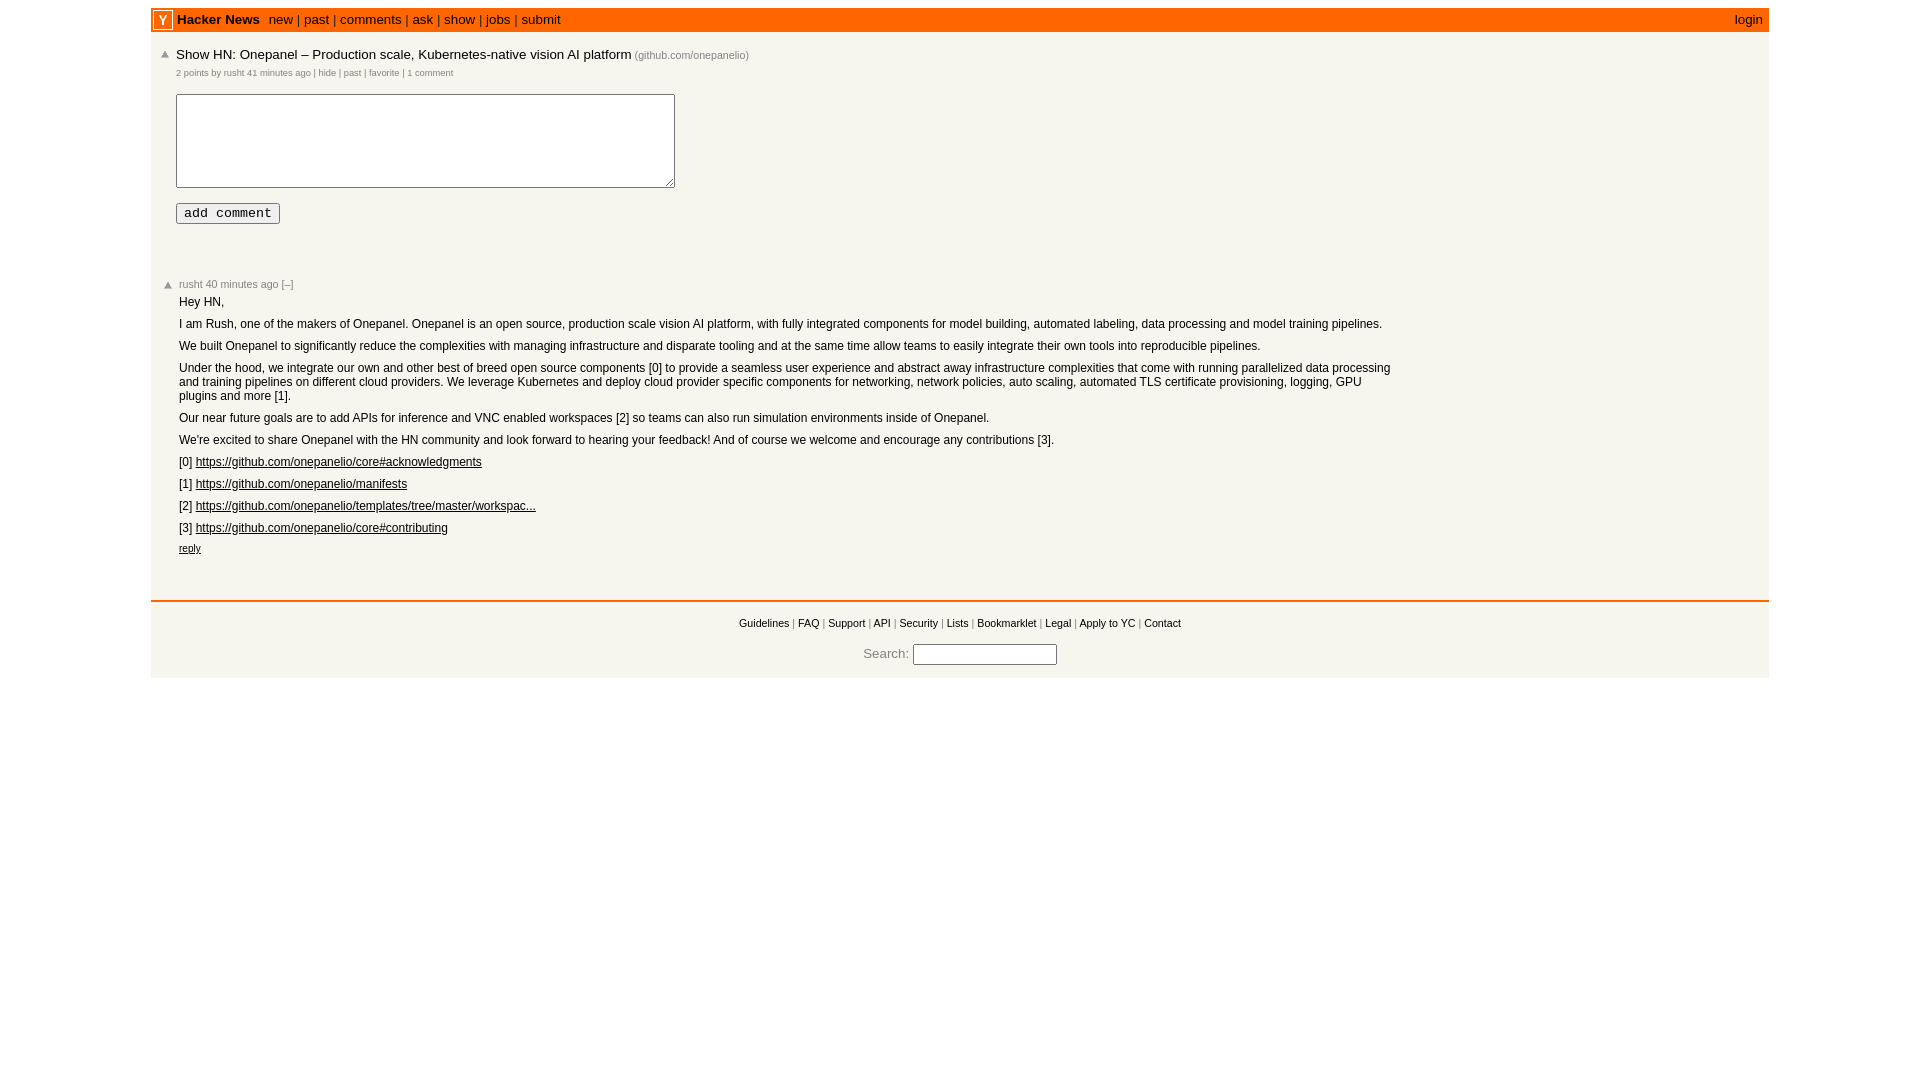 Y Hacker News new | past | comments | ask | show | jobs | submit login
Show HN: Onepanel – Production scale, Kubernetes-native vision AI platform (github.com/onepanelio)
2 points by rusht 41 minutes ago | hide | past | favorite | 1 comment
add comment
rusht 40 minutes ago [–]
Hey HN,
I am Rush, one of the makers of Onepanel. Onepanel is an open source, production scale vision AI platform, with fully integrated components for model building, automated labeling, data processing and model training pipelines.
We built Onepanel to significantly reduce the complexities with managing infrastructure and disparate tooling and at the same time allow teams to easily integrate their own tools into reproducible pipelines.
Under the hood, we integrate our own and other best of breed open source components [0] to provide a seamless user experience and abstract away infrastructure complexities that come with running parallelized data processing
and training pipelines on different cloud providers. We leverage Kubernetes and deploy cloud provider specific components for networking, network policies, auto scaling, automated TLS certificate provisioning, logging, GPU
plugins and more [1].
Our near future goals are to add APIs for inference and VNC enabled workspaces [2] so teams can also run simulation environments inside of Onepanel.
We're excited to share Onepanel with the HN community and look forward to hearing your feedback! And of course we welcome and encourage any contributions [3].
[0] https://github.com/onepanelio/core#acknowledgments
[1] https://github.com/onepanelio/manifests
[2] https://github.com/onepanelio/templates/tree/master/workspac...
[3] https://github.com/onepanelio/core#contributing
reply
Guidelines | FAQ | Support | API | Security | Lists | Bookmarklet | Legal | Apply to YC | Contact
Search: